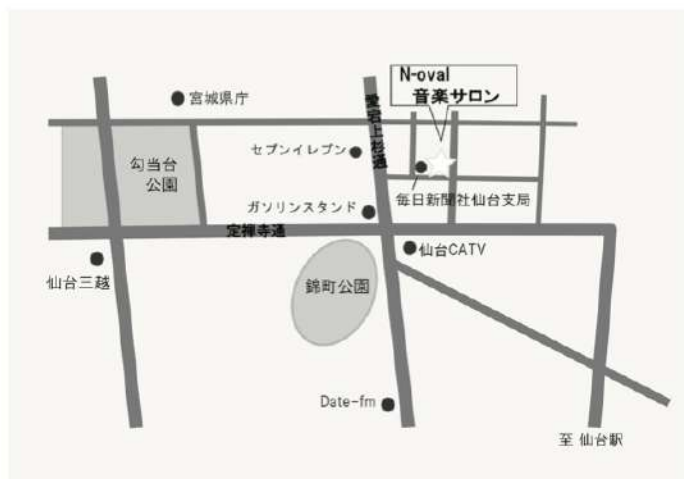 N-oval
音楽サロン
宮城県庁
愛宕上杉通
セブンイレブン
勾当台
公園
毎日新聞社仙台支局
ガソリンスタンド
定禅寺通
仙台CATV
仙台三越
錦町公園
Date-fm
至 仙台駅